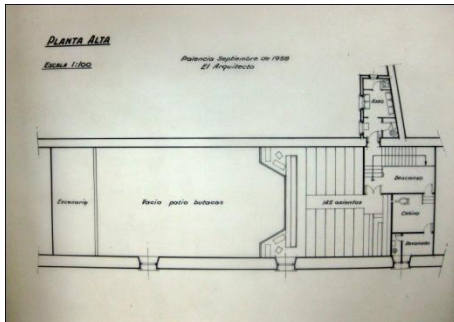 PLANTA ALTA
ESCALA 1:100
Palencia Septiembre de 1958
El Arquitecto
Aseo
Descanso
Escenario
Vacio patio butacas
145 asientos
Cabina